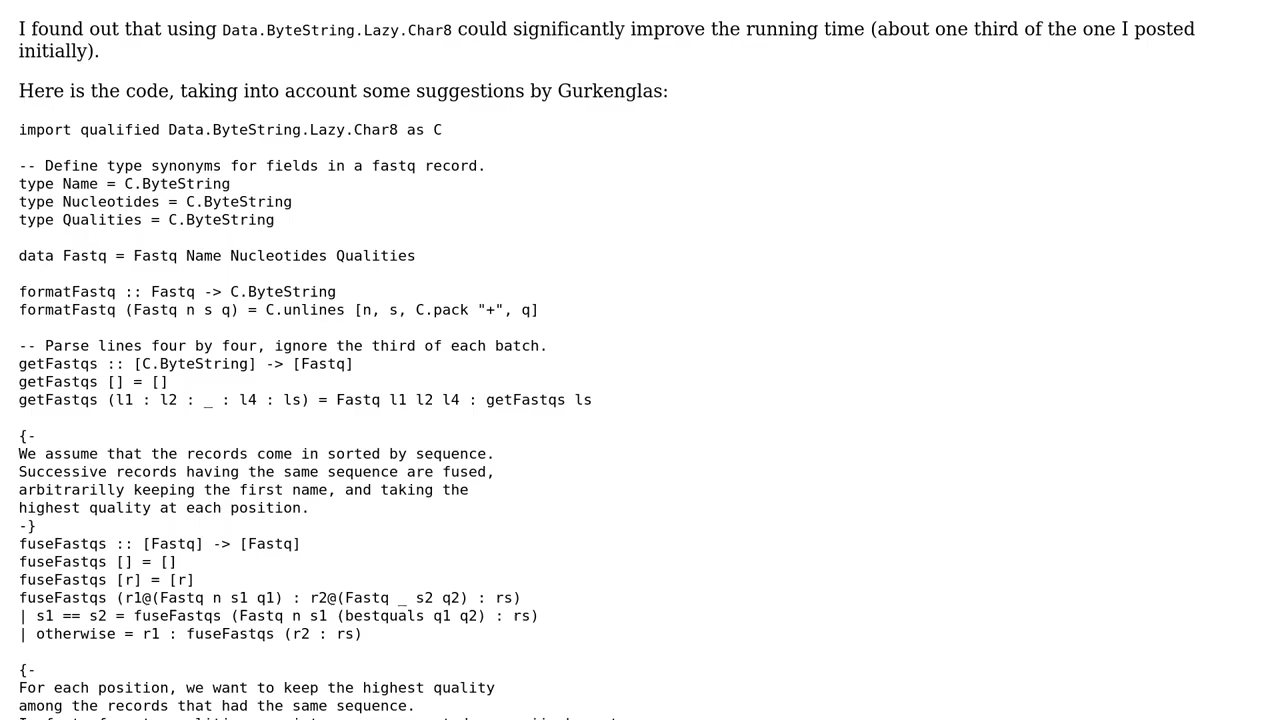 I found out that using Data.ByteString.Lazy.Char8 could significantly improve the running time (about one third of the one I posted
initially).
Here is the code, taking into account some suggestions by Gurkenglas:
import qualified Data.ByteString.Lazy.Char8 as C
-- Define type synonyms for fields in a fastq record.
type Name = C.ByteString
type Nucleotides = C.ByteString
type Qualities = C.ByteString
data Fastq = Fastq Name Nucleotides Qualities
formatFastq :: Fastq -> C.ByteString
formatFastq (Fastq n s q) = C.unlines [n, s, C.pack "+", q]
-- Parse lines four by four, ignore the third of each batch.
getFastqs :: [C.ByteString] -> [Fastq]
getFastqs [] = []
getFastqs (l1 : l2 : _ : l4 : ls) = Fastq l1 l2 l4 : getFastqs ls
{-
We assume that the records come in sorted by sequence.
Successive records having the same sequence are fused,
arbitrarilly keeping the first name, and taking the
highest quality at each position.
-}
fuseFastqs :: [Fastq] -> [Fastq]
fuseFastqs [] = []
fuseFastqs [r] = [r]
fuseFastqs (r1@(Fastq n s1 q1) : r2@(Fastq _ s2 q2) : rs)
| s1 == s2 = fuseFastqs (Fastq n s1 (bestquals q1 q2) : rs)
| otherwise = r1 : fuseFastqs (r2 : rs)
{-
For each position, we want to keep the highest quality
among the records that had the same sequence.